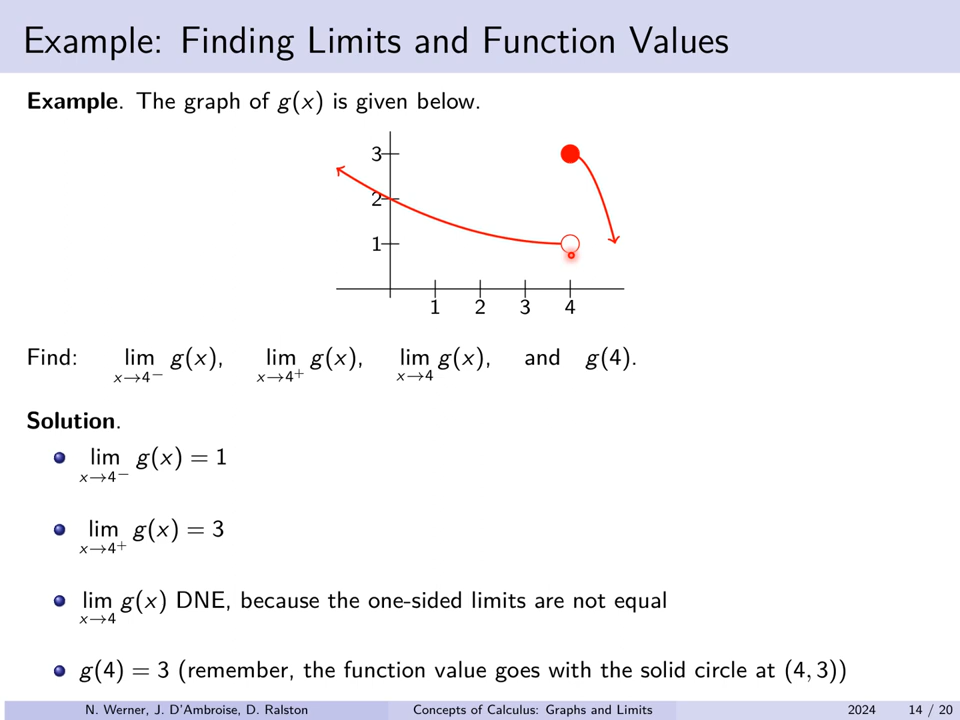 Example: Finding Limits and Function Values
Example. The graph of g(x) is given below.
3
2
1
1 2 3 4
Find: lim x→4⁻ g(x), lim x→4⁺ g(x), lim x→4 g(x), and g(4).
Solution.
lim x→4⁻ g(x) = 1
lim x→4⁺ g(x) = 3
lim x→4 g(x) DNE, because the one-sided limits are not equal
g(4) = 3 (remember, the function value goes with the solid circle at (4, 3))
N. Werner, J. D'Ambroise, D. Ralston Concepts of Calculus: Graphs and Limits 2024 14 / 20